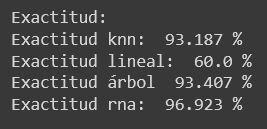 Exactitud:
Exactitud knn:  93.187 %
Exactitud lineal:  60.0 %
Exactitud árbol  93.407 %
Exactitud rna:  96.923 %